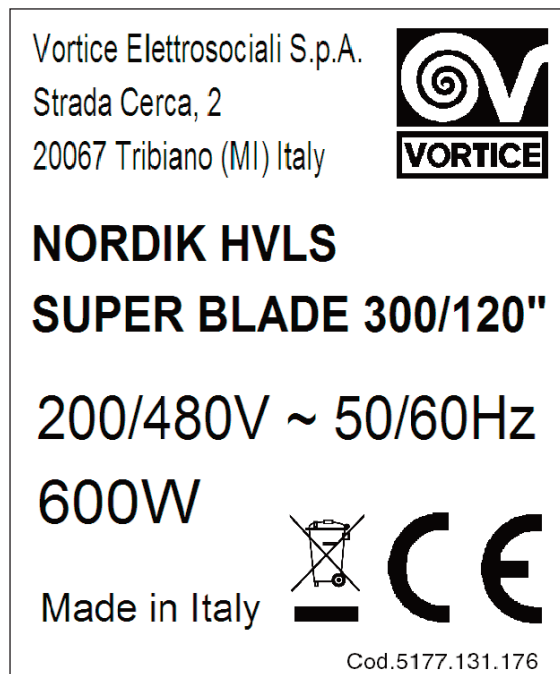 Vortice Elettrosociali S.p.A.
Strada Cerca, 2
20067 Tribiano (MI) Italy
VORTICE
NORDIK HVLS
SUPER BLADE 300/120"
200/480V ~ 50/60Hz
600W
Made in Italy
CE
Cod.5177.131.176